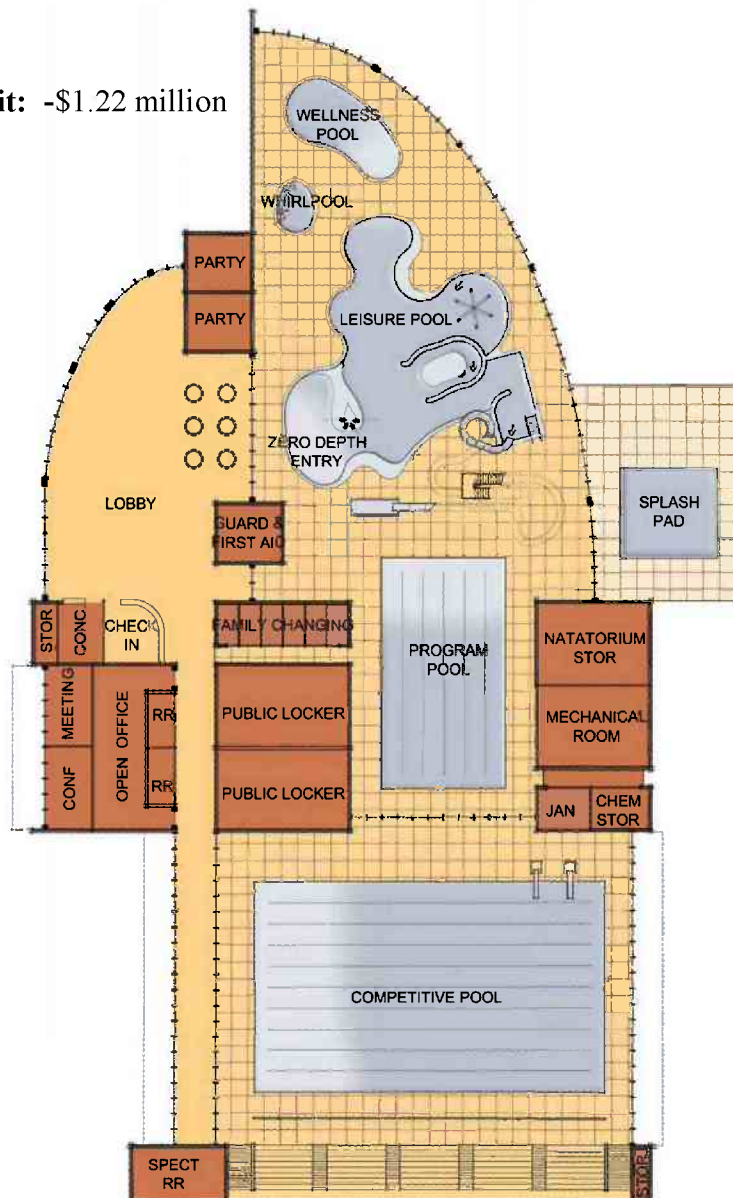 it: -$1.22 million
WELLNESS
POOL
WHIRLPOOL
PARTY
PARTY
LEISURE POOL
ZERO DEPTH
ENTRY
LOBBY
SPLASH
PAD
GUARD &
FIRST AID
STOR
CONC
CHECK
IN
FAMILY CHANGING
PROGRAM
POOL
NATATORIUM
STOR
MEETING
OPEN OFFICE
RR
PUBLIC LOCKER
MECHANICAL
ROOM
CONF
RR
PUBLIC LOCKER
JAN
CHEM
STOR
COMPETITIVE POOL
SPECT
RR
STOR